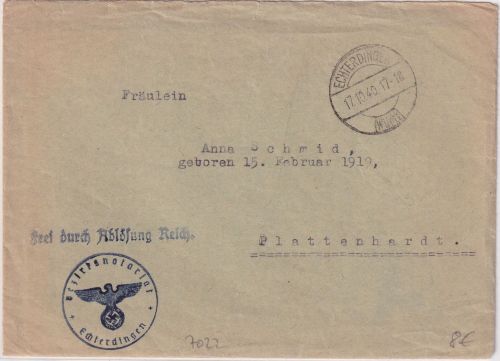 ECHTERDINGEN
17.10.40.17-18
(WÜRTT)
Fräulein
Anna Schmid,
geboren 15. Februar 1919,
Frei durch Ablösung Reich.
Plattenhardt.
Bezirksnotariat
Echterdingen
7022
8€